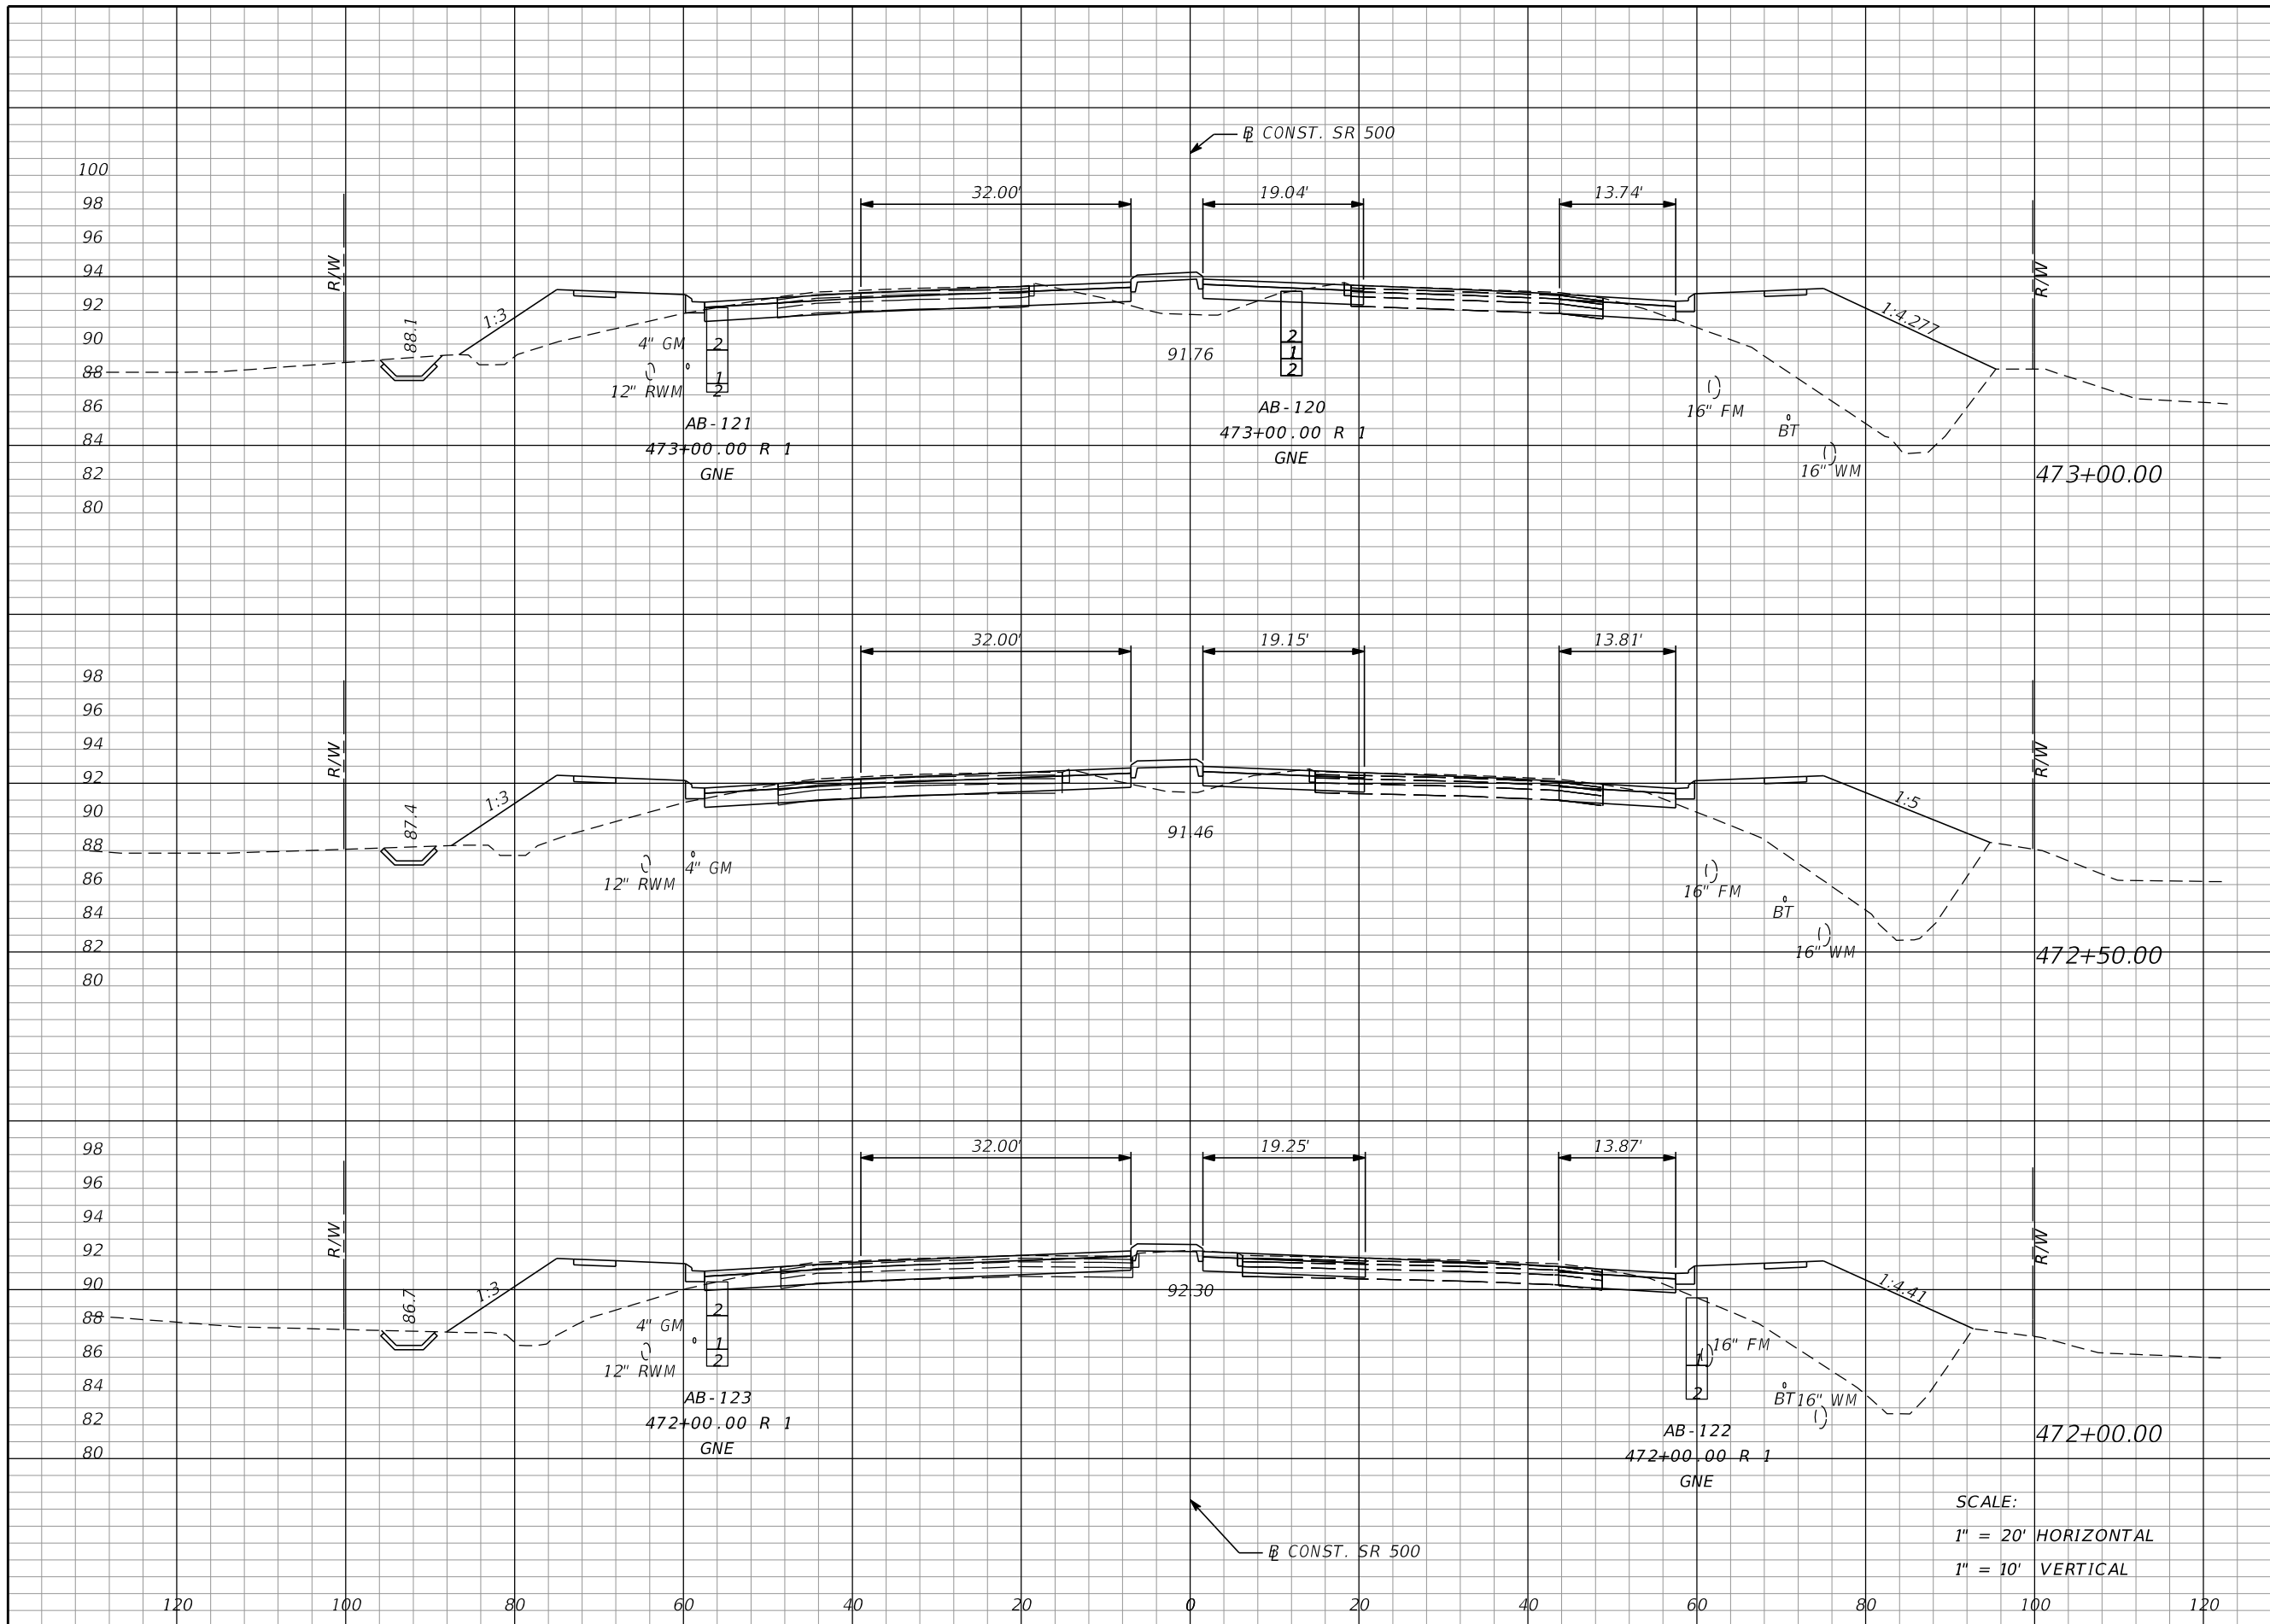 ℄ CONST. SR 500
100
98
96
94
92
90
88
86
84
82
80
32.00'
19.04'
13.74'
R/W
R/W
1:3
1:4.277
88.1
4" GM
12" RWM
2
1
2
91.76
2
1
2
AB-121
473+00.00 R 1
GNE
AB-120
473+00.00 R 1
GNE
16" FM
BT
16" WM
473+00.00
98
96
94
92
90
88
86
84
82
80
32.00'
19.15'
13.81'
R/W
R/W
1:3
1:5
87.4
12" RWM
4" GM
91.46
16" FM
BT
16" WM
472+50.00
98
96
94
92
90
88
86
84
82
80
32.00'
19.25'
13.87'
R/W
R/W
1:3
1:4.41
86.7
4" GM
12" RWM
2
1
2
92.30
16" FM
1
2
BT
16" WM
AB-123
472+00.00 R 1
GNE
AB-122
472+00.00 R 1
GNE
472+00.00
℄ CONST. SR 500
SCALE:
1" = 20' HORIZONTAL
1" = 10' VERTICAL
120 100 80 60 40 20 0 20 40 60 80 100 120